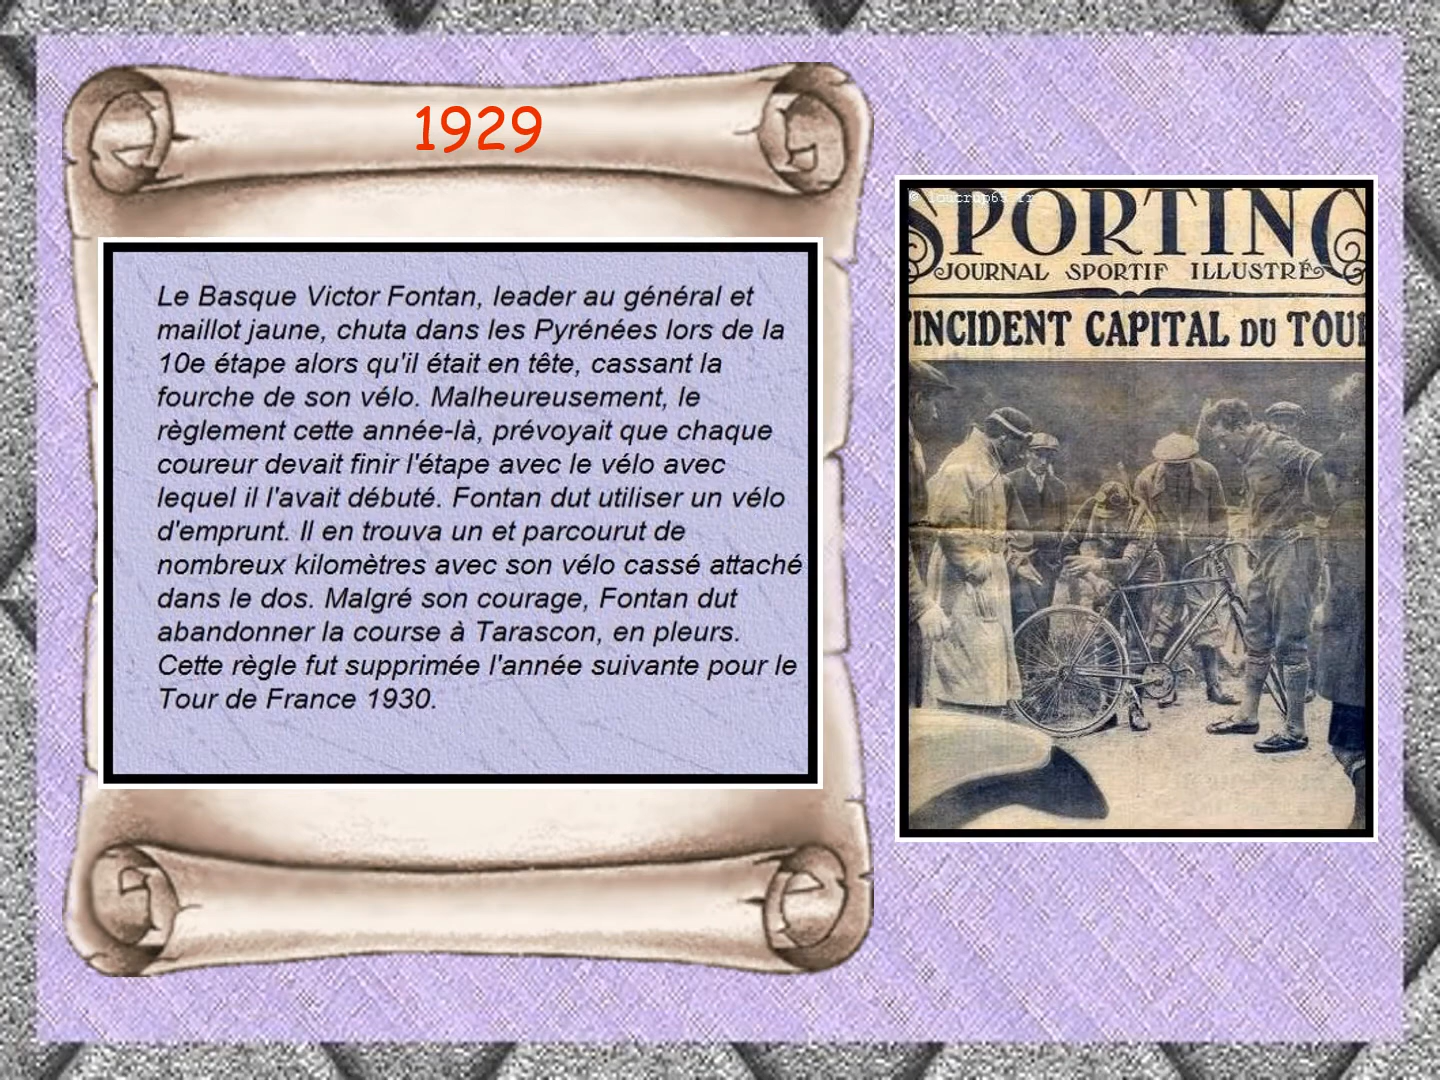 1929
Le Basque Victor Fontan, leader au général et
maillot jaune, chuta dans les Pyrénées lors de la
10e étape alors qu'il était en tête, cassant la
fourche de son vélo. Malheureusement, le
règlement cette année-là, prévoyait que chaque
coureur devait finir l'étape avec le vélo avec
lequel il l'avait débuté. Fontan dut utiliser un vélo
d'emprunt. Il en trouva un et parcourut de
nombreux kilomètres avec son vélo cassé attaché
dans le dos. Malgré son courage, Fontan dut
abandonner la course à Tarascon, en pleurs.
Cette règle fut supprimée l'année suivante pour le
Tour de France 1930.
© loucrup65.fr
SPORTING
JOURNAL SPORTIF ILLUSTRÉ
'INCIDENT CAPITAL DU TOUR